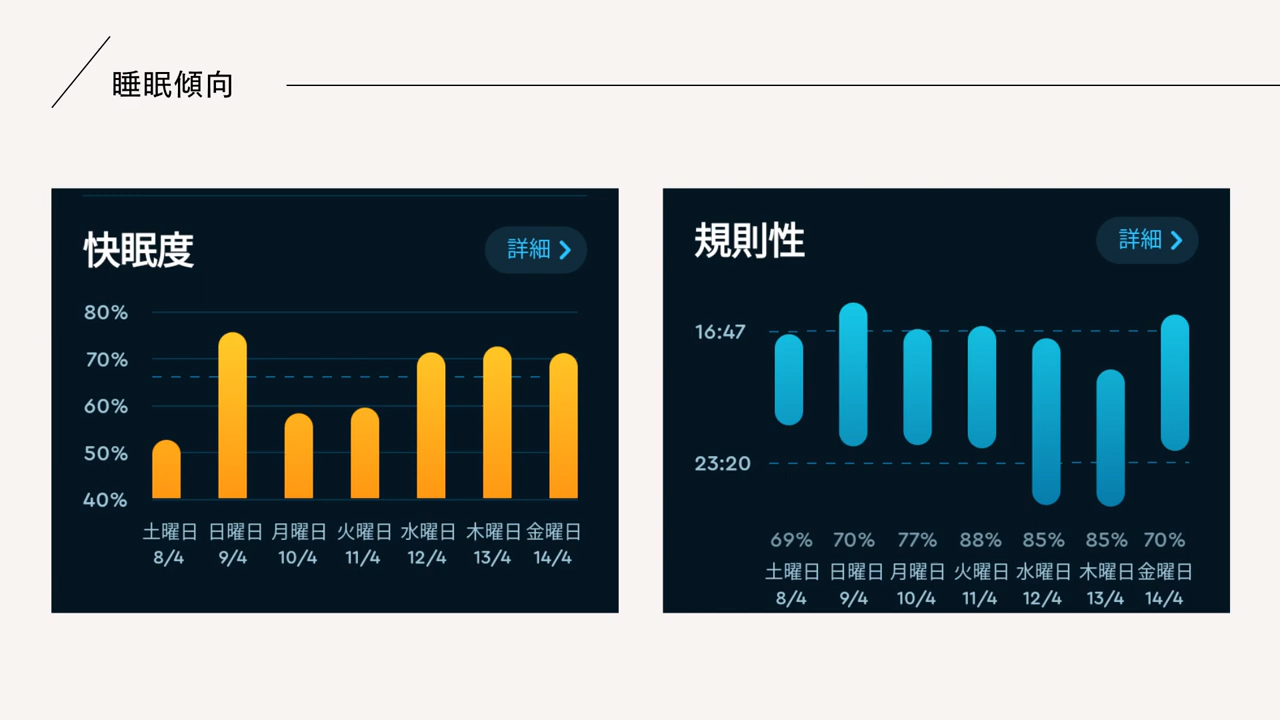 睡眠傾向
快眠度
詳細
80%
70%
60%
50%
40%
土曜日 日曜日 月曜日 火曜日 水曜日 木曜日 金曜日
8/4 9/4 10/4 11/4 12/4 13/4 14/4
規則性
詳細
16:47
23:20
69% 70% 77% 88% 85% 85% 70%
土曜日 日曜日 月曜日 火曜日 水曜日 木曜日 金曜日
8/4 9/4 10/4 11/4 12/4 13/4 14/4